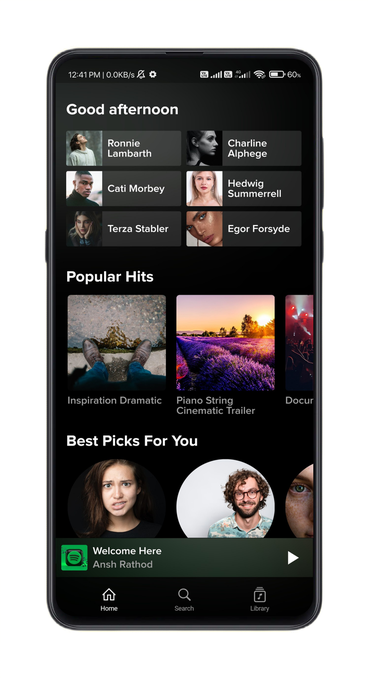 12:41 PM | 0.0KB/s
60%
Good afternoon
Ronnie
Lambarth
Charline
Alphege
Cati Morbey
Hedwig
Summerrell
Terza Stabler
Egor Forsyde
Popular Hits
Inspiration Dramatic
Piano String
Cinematic Trailer
Docur
Best Picks For You
Welcome Here
Ansh Rathod
Home
Search
Library